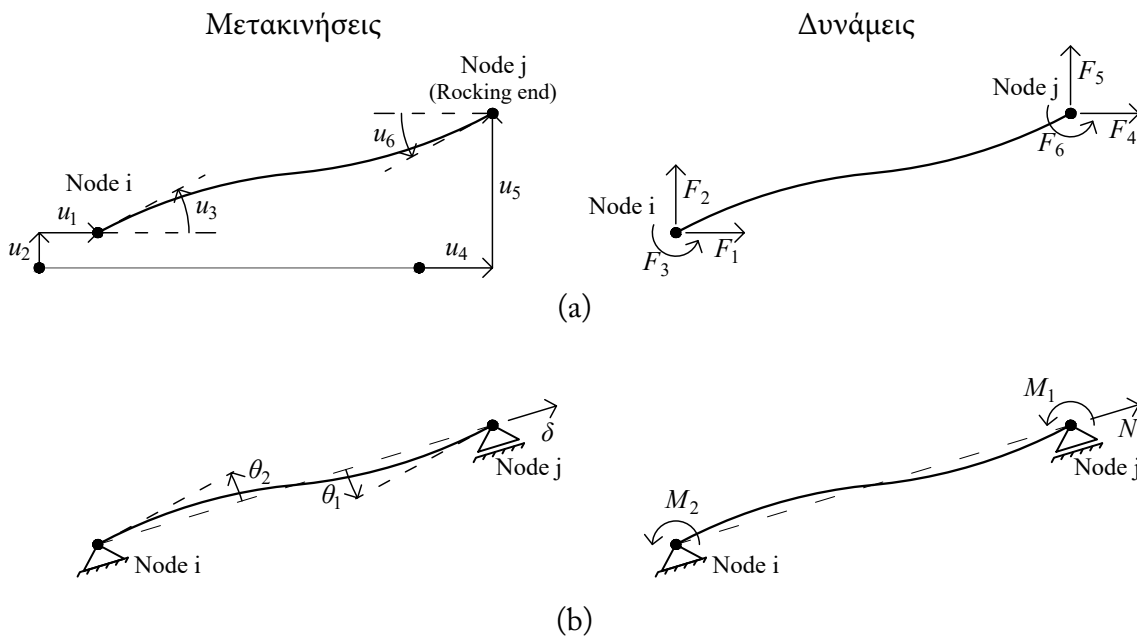 Μετακινήσεις
Δυνάμεις
Node j
(Rocking end)
u6
Node i
u3
u1
u2
u5
u4
F5
Node j
F4
F6
F2
Node i
F1
F3
(a)
δ
Node j
θ2
θ1
Node i
M1
N
Node j
M2
Node i
(b)